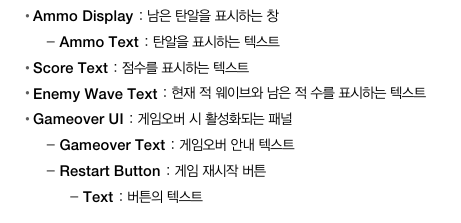 • Ammo Display : 남은 탄알을 표시하는 창
– Ammo Text : 탄알을 표시하는 텍스트
• Score Text : 점수를 표시하는 텍스트
• Enemy Wave Text : 현재 적 웨이브와 남은 적 수를 표시하는 텍스트
• Gameover UI : 게임오버 시 활성화되는 패널
– Gameover Text : 게임오버 안내 텍스트
– Restart Button : 게임 재시작 버튼
– Text : 버튼의 텍스트